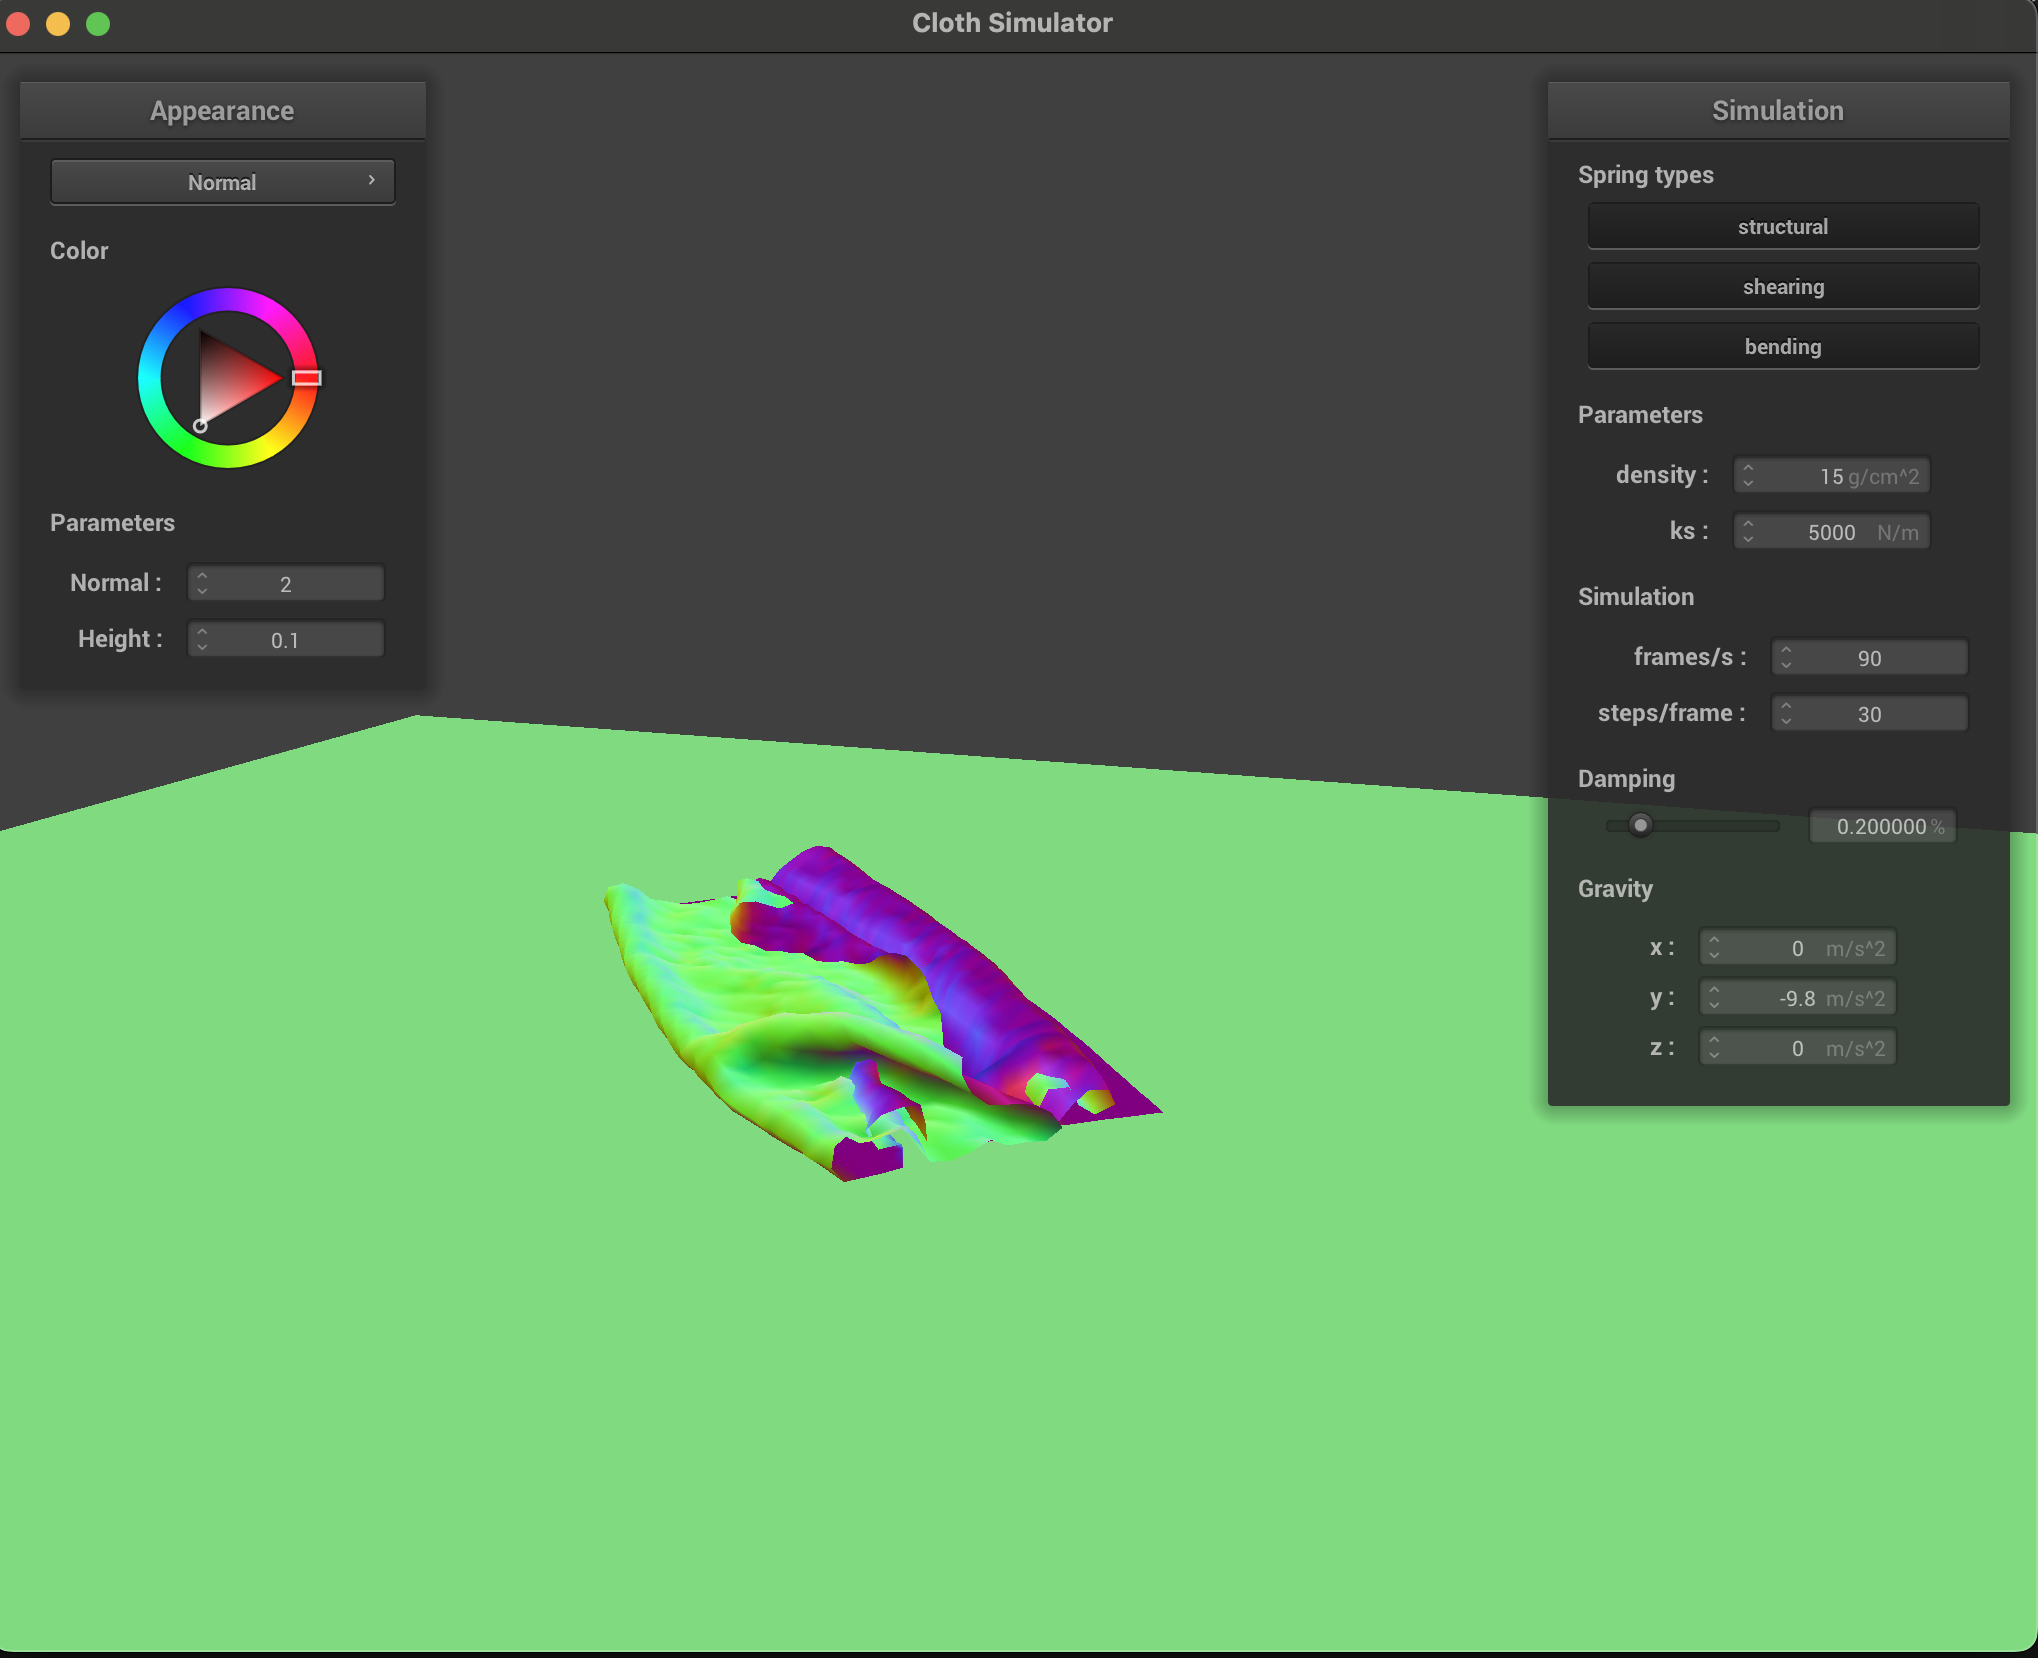 Cloth Simulator
Appearance
Normal
Color
Parameters
Normal : 2
Height : 0.1
Simulation
Spring types
structural
shearing
bending
Parameters
density : 15 g/cm^2
ks : 5000 N/m
Simulation
frames/s : 90
steps/frame : 30
Damping
0.200000 %
Gravity
x : 0 m/s^2
y : -9.8 m/s^2
z : 0 m/s^2